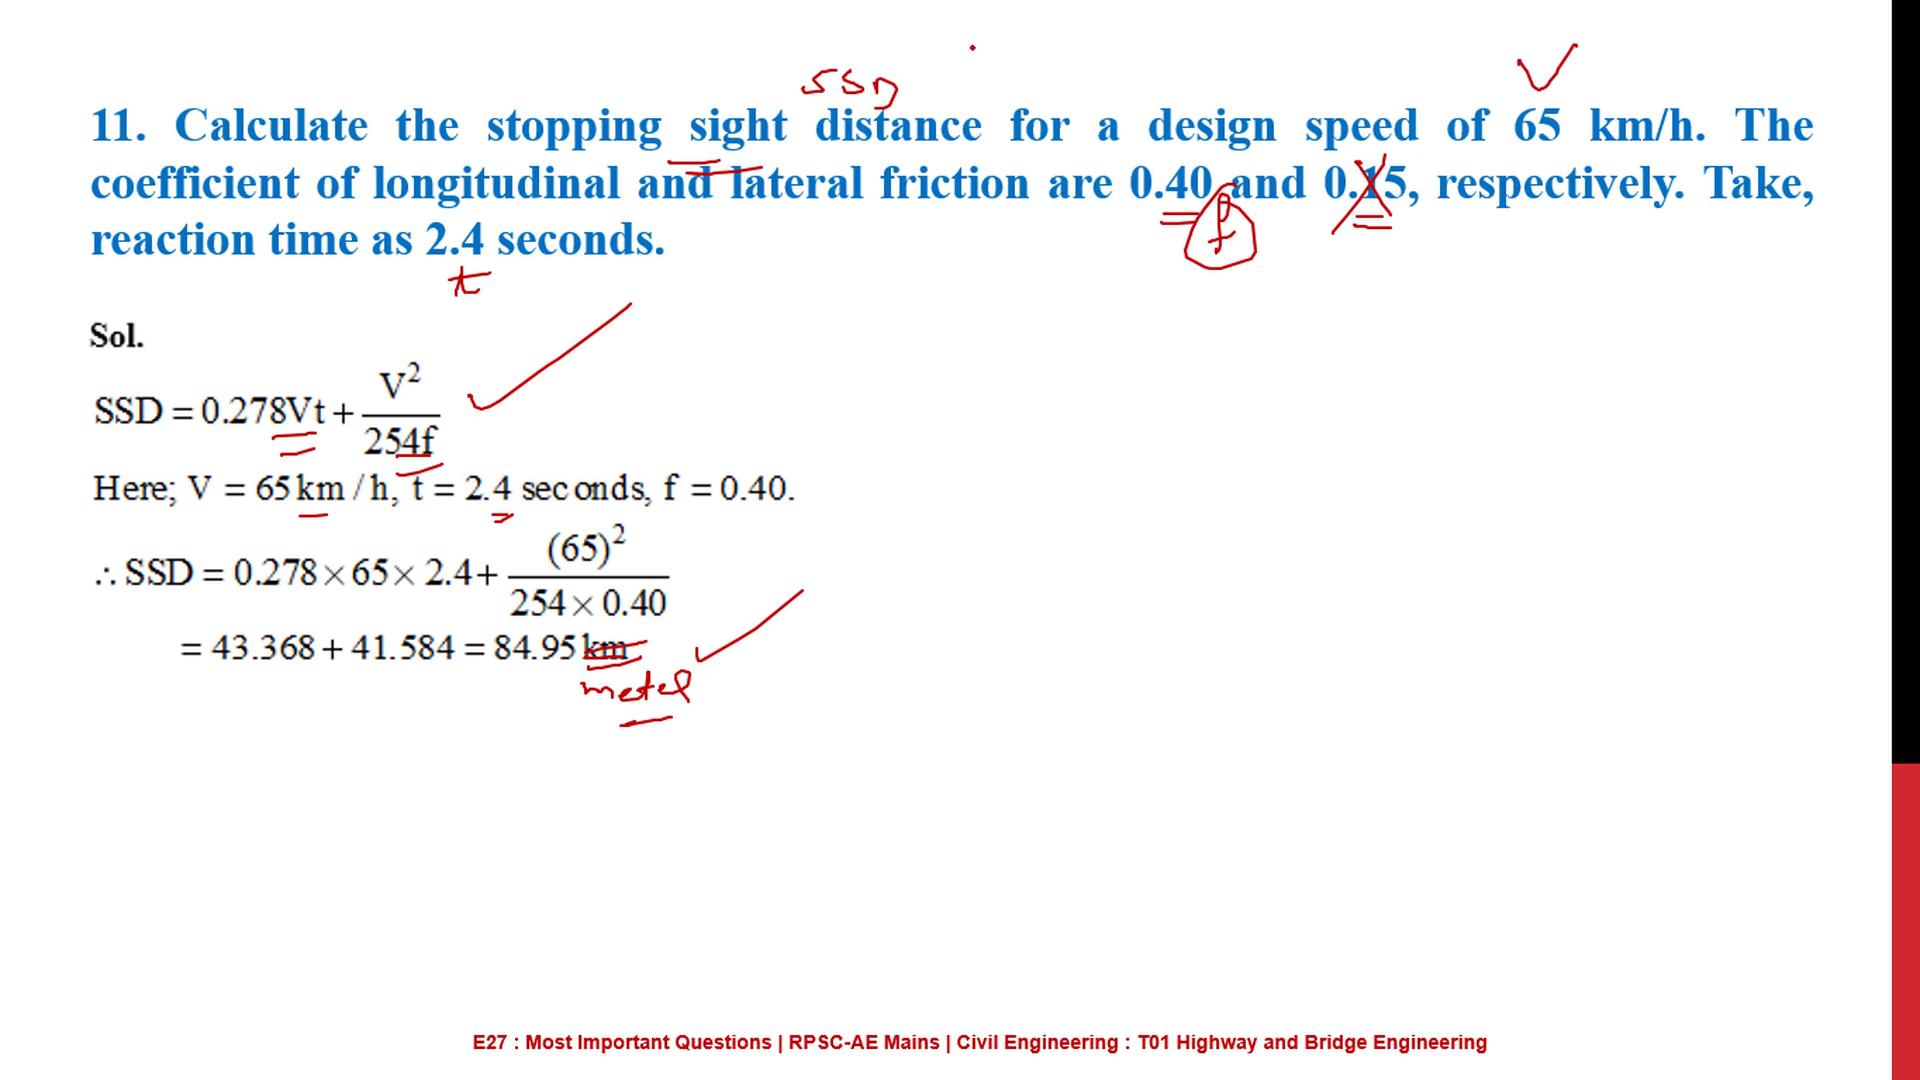 SSD
11. Calculate the stopping sight distance for a design speed of 65 km/h. The
coefficient of longitudinal and lateral friction are 0.40 and 0.15, respectively. Take,
f
reaction time as 2.4 seconds.
t
Sol.
SSD = 0.278Vt + V²/254f
Here; V = 65 km / h, t = 2.4 seconds, f = 0.40.
∴ SSD = 0.278 × 65 × 2.4 + (65)²/254 × 0.40
= 43.368 + 41.584 = 84.95 km
meter
E27 : Most Important Questions | RPSC-AE Mains | Civil Engineering : T01 Highway and Bridge Engineering